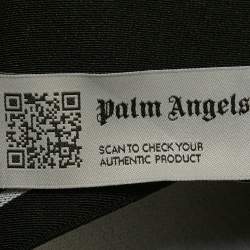 Palm Angels
SCAN TO CHECK YOUR
AUTHENTIC PRODUCT